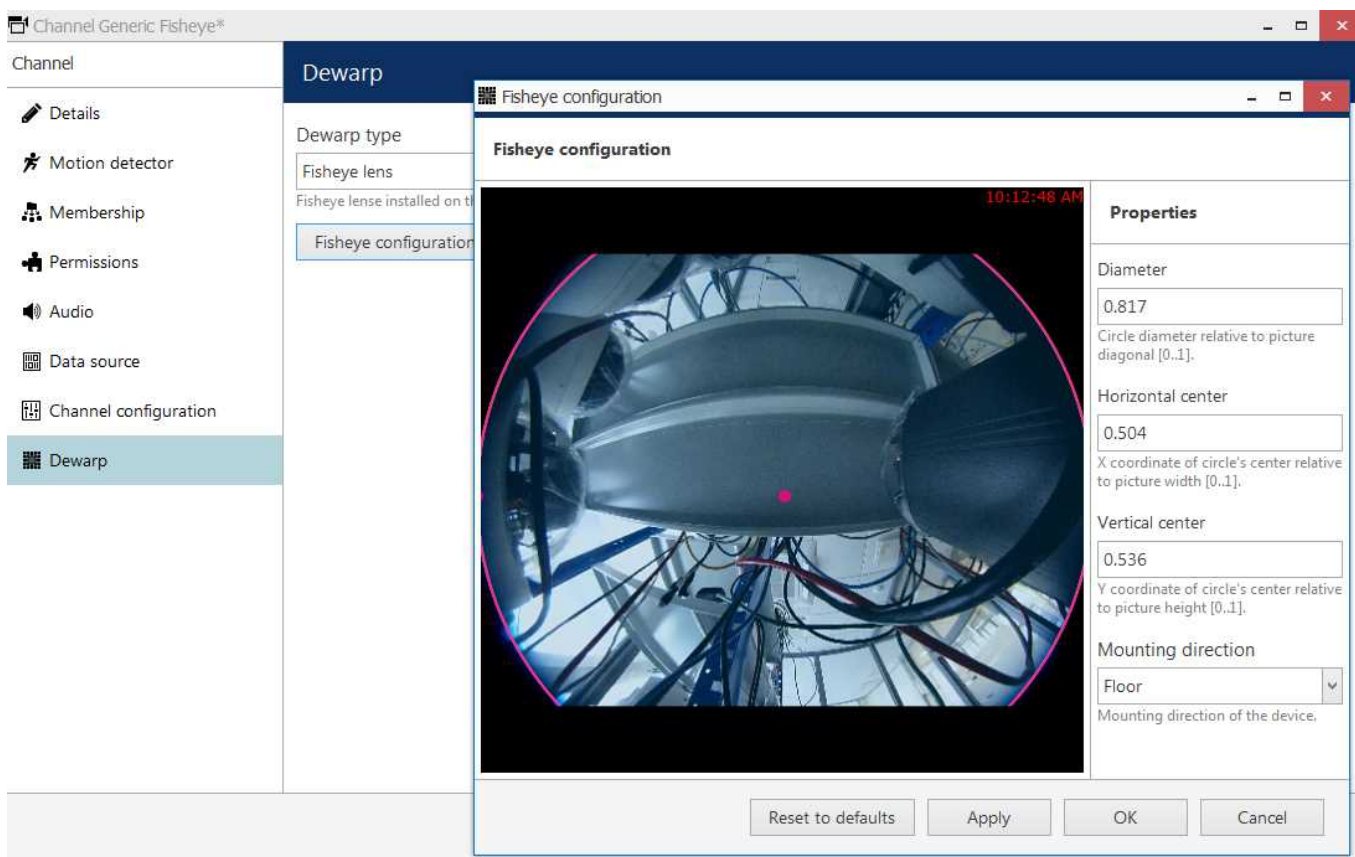 Channel Generic Fisheye*
Channel
Details
Motion detector
Membership
Permissions
Audio
Data source
Channel configuration
Dewarp
Dewarp
Dewarp type
Fisheye lens
Fisheye lense installed on
Fisheye configuration
Fisheye configuration
Fisheye configuration
10:12:48 AM
Properties
Diameter
0.817
Circle diameter relative to picture
diagonal [0..1].
Horizontal center
0.504
X coordinate of circle's center relative
to picture width [0..1].
Vertical center
0.536
Y coordinate of circle's center relative
to picture height [0..1].
Mounting direction
Floor
Mounting direction of the device.
Reset to defaults
Apply
OK
Cancel